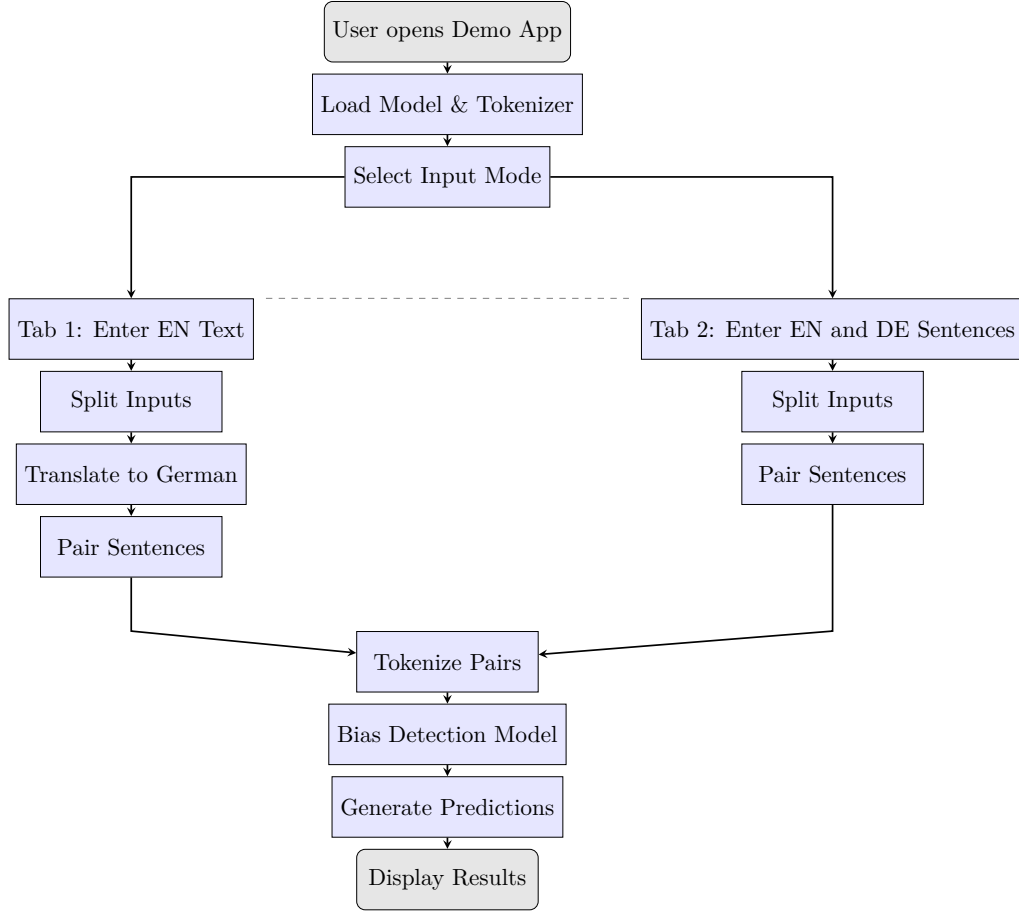 User opens Demo App
Load Model & Tokenizer
Select Input Mode
Tab 1: Enter EN Text
Split Inputs
Translate to German
Pair Sentences
Tab 2: Enter EN and DE Sentences
Split Inputs
Pair Sentences
Tokenize Pairs
Bias Detection Model
Generate Predictions
Display Results